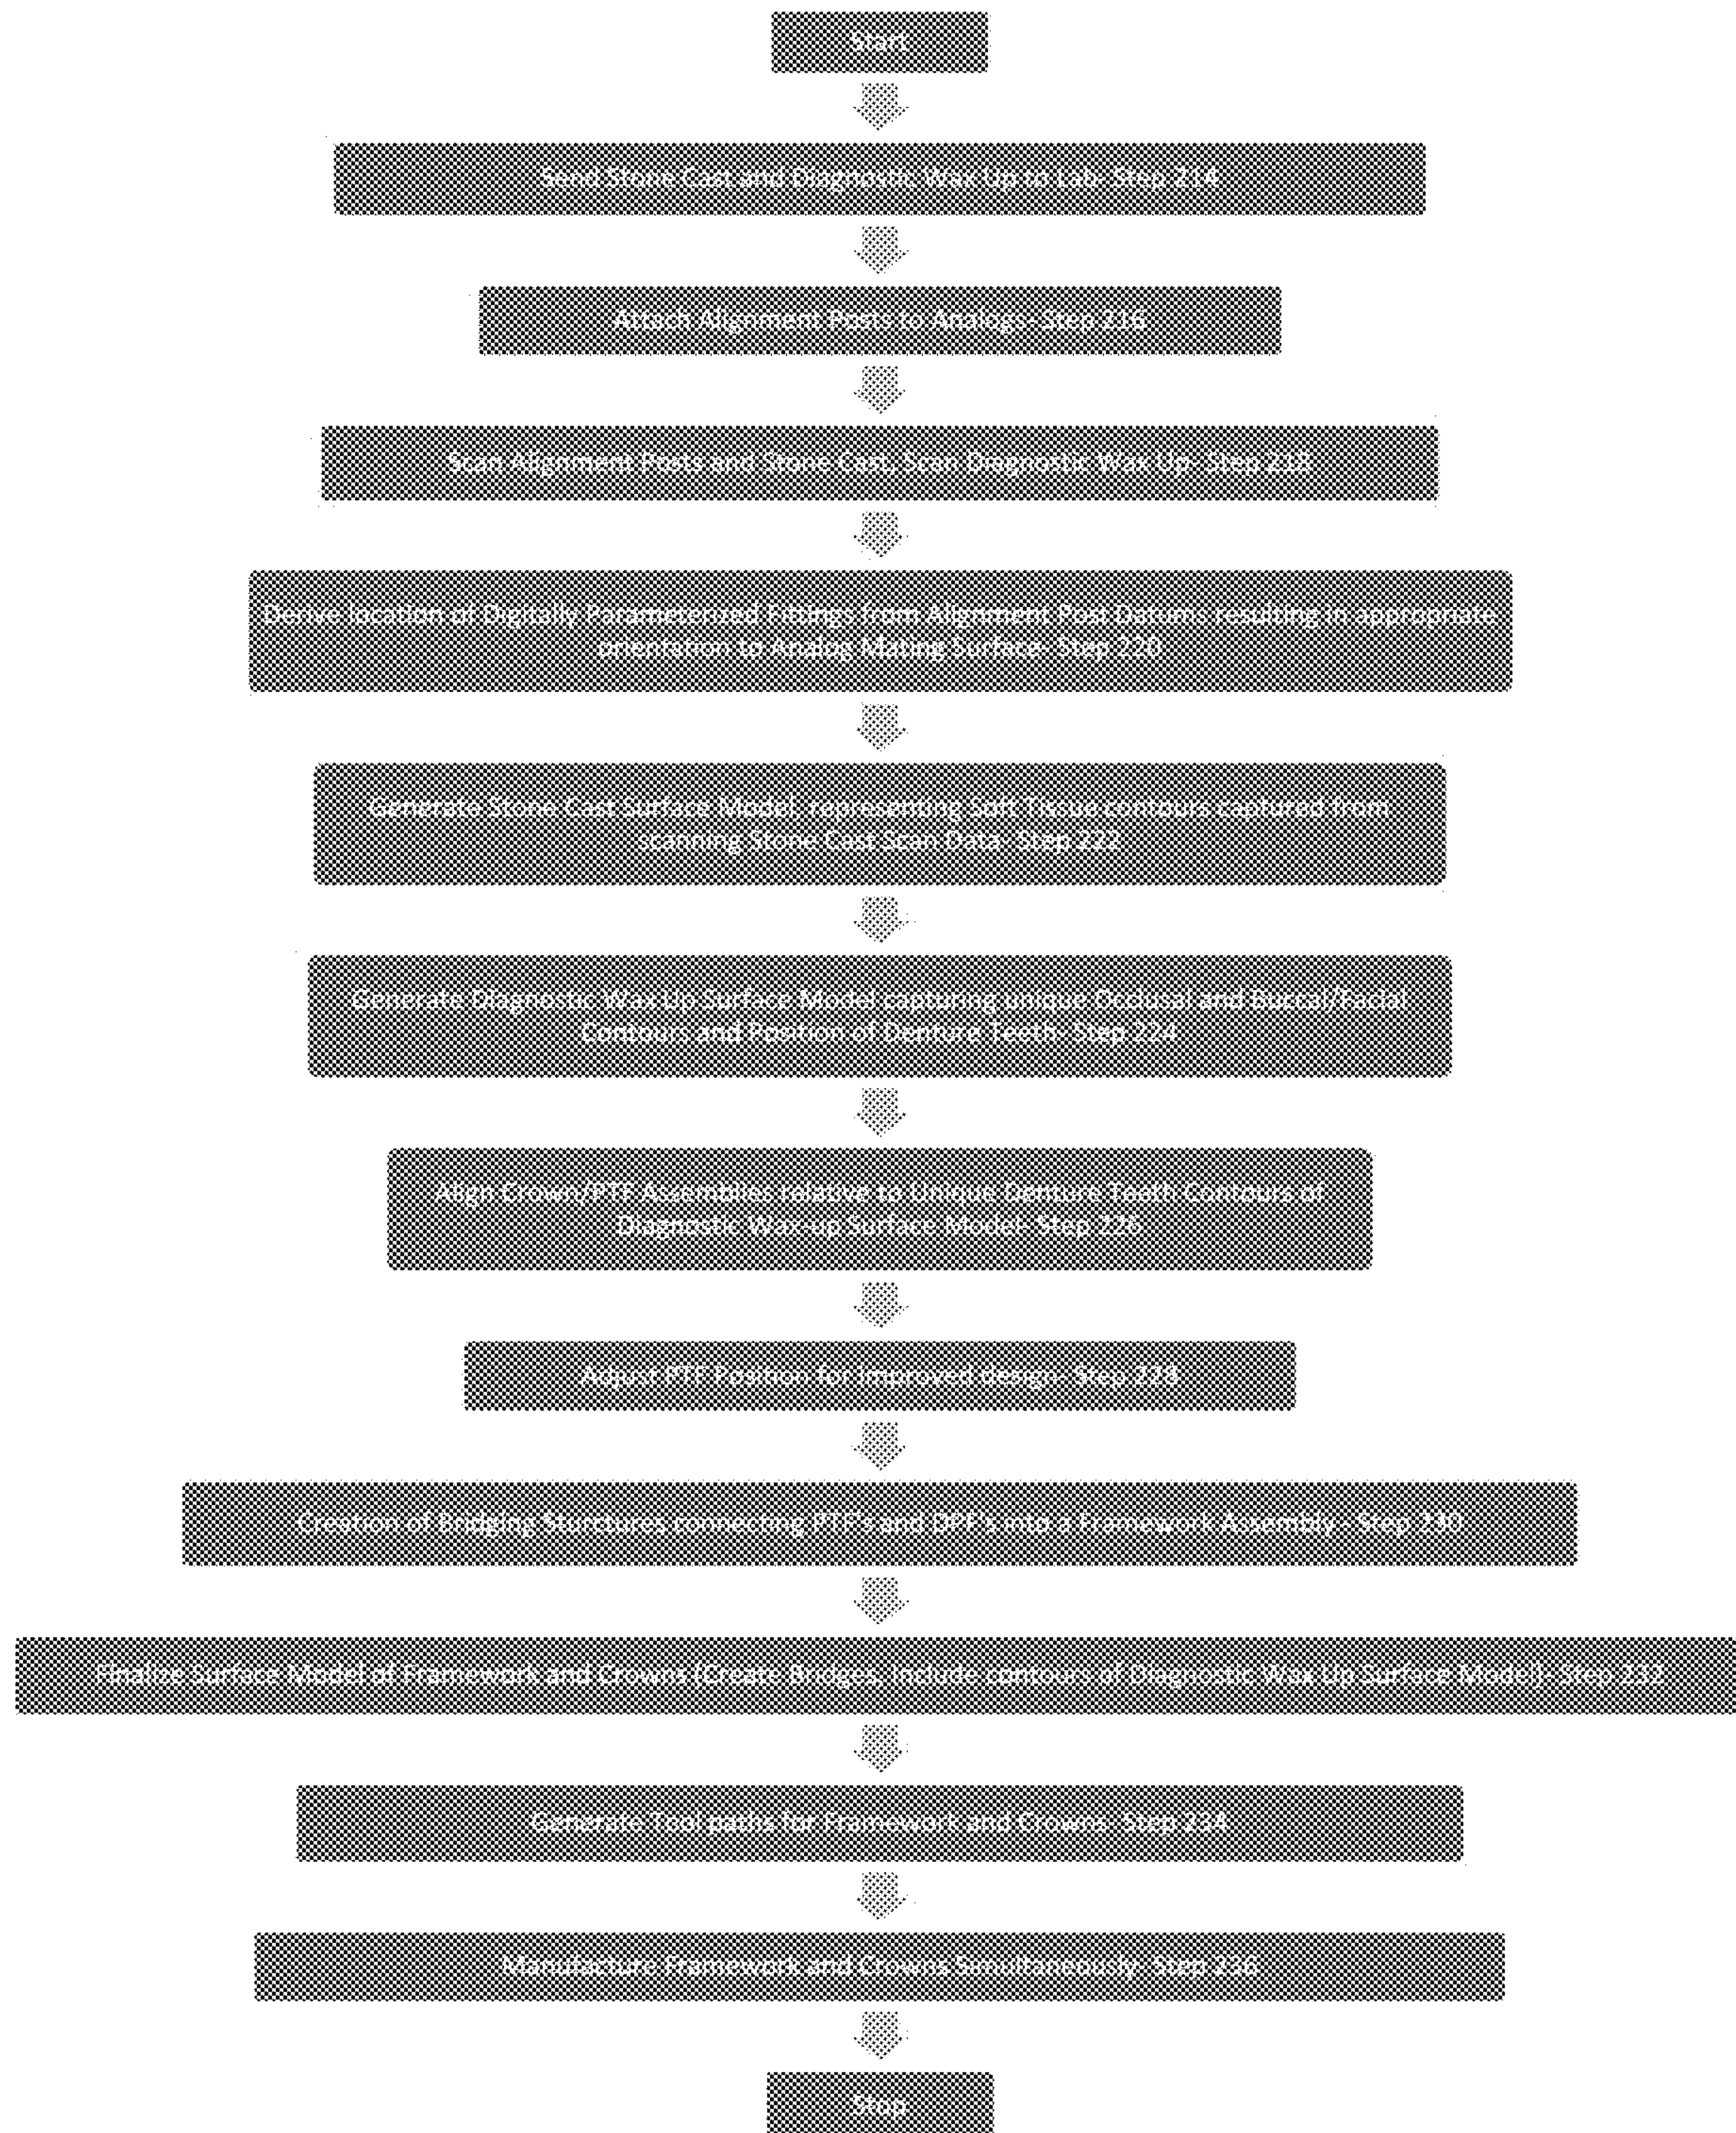 Start
Send Stone Cast and Diagnostic Wax Up to Lab- Step 214
Attach Alignment Posts to Analogs- Step 216
Scan Alignment Posts and Stone Cast, Scan Diagnostic Wax Up- Step 218
Derive location of Digitally Parameterized Fittings from Alignment Post Datums resulting in appropriate
orientation to Analog Mating Surface- Step 220
Generate Stone Cast Surface Model, representing Soft Tissue contours captured from
scanning Stone Cast Scan Data- Step 222
Generate Diagnostic Wax Up Surface Model capturing unique Occlusal and Buccal/Facial
Contours and Position of Denture Teeth- Step 224
Align Crown/PTF Assemblies relative to Unique Denture Teeth Contours of
Diagnostic Wax-up Surface Model- Step 226
Adjust PTF Position for improved design- Step 228
Creation of Bridging Sturctures connecting PTF's and DPF's into a Framework Assembly- Step 230
Finalize Surface Model of Framework and Crowns (Create Bridges, Include contours of Diagnostic Wax Up Surface Model)- Step 232
Generate Tool paths for Framework and Crowns- Step 234
Manufacture Framework and Crowns Simultaneously- Step 236
Stop